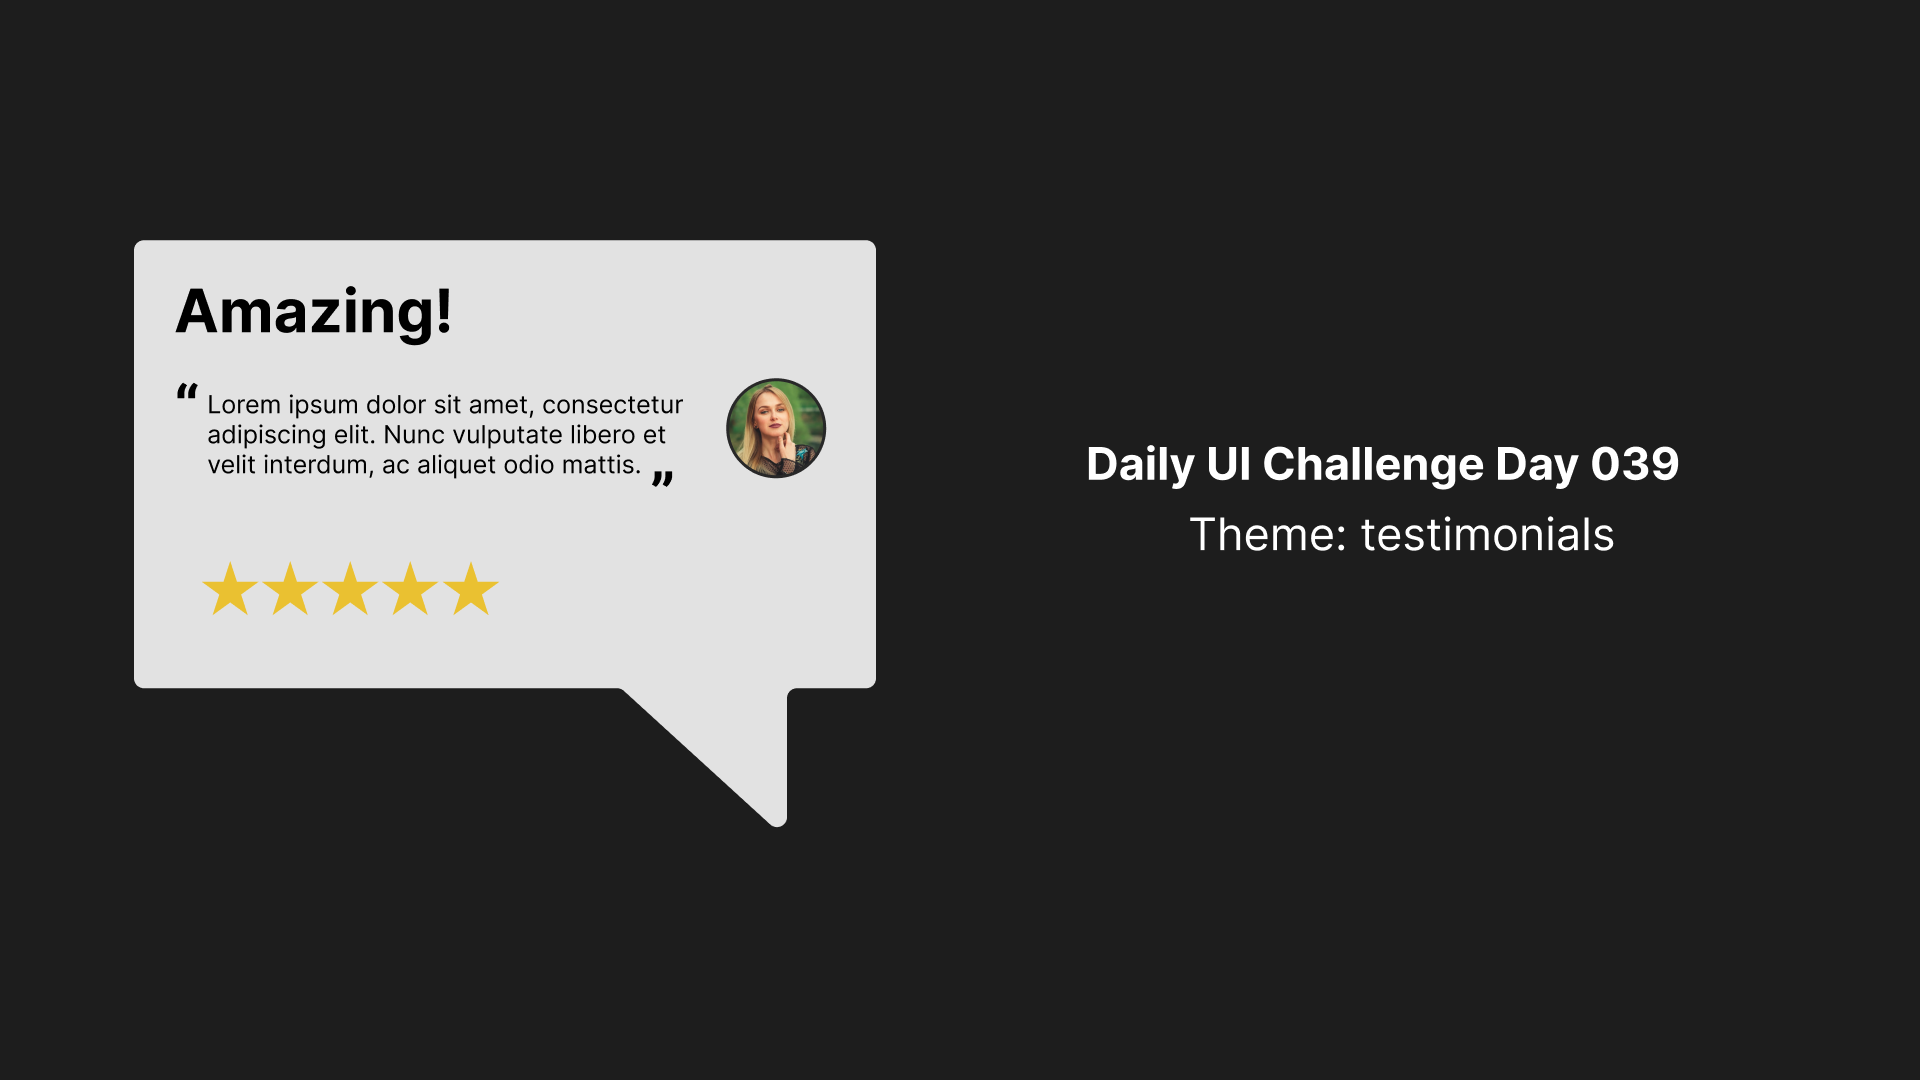 Amazing!
“ Lorem ipsum dolor sit amet, consectetur
adipiscing elit. Nunc vulputate libero et
velit interdum, ac aliquet odio mattis. ”
Daily UI Challenge Day 039
Theme: testimonials